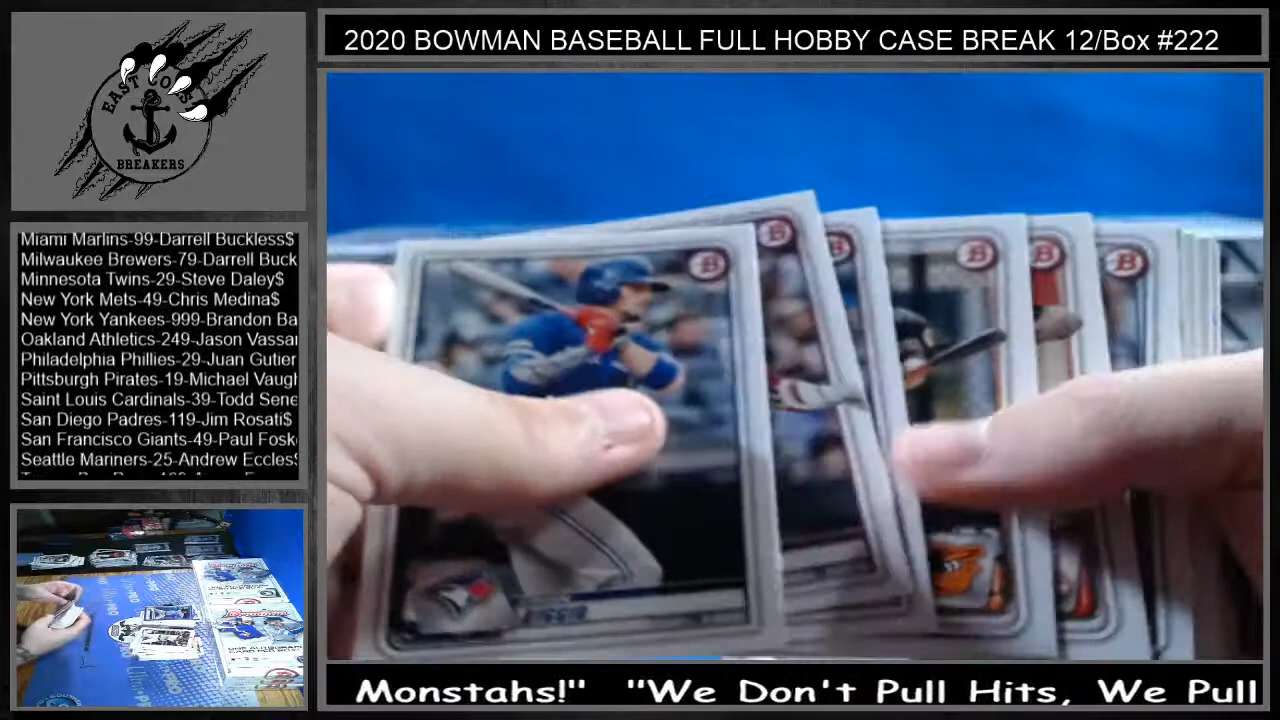 2020 BOWMAN BASEBALL FULL HOBBY CASE BREAK 12/Box #222
EAST COAST
BREAKERS
Miami Marlins-99-Darrell Buckless$
Milwaukee Brewers-79-Darrell Buck
Minnesota Twins-29-Steve Daley$
New York Mets-49-Chris Medina$
New York Yankees-999-Brandon Ba
Oakland Athletics-249-Jason Vassar
Philadelphia Phillies-29-Juan Gutier
Pittsburgh Pirates-19-Michael Vaugh
Saint Louis Cardinals-39-Todd Sene
San Diego Padres-119-Jim Rosati$
San Francisco Giants-49-Paul Fosk
Seattle Mariners-25-Andrew Eccles$
B
B
B
B
B
BIGGIO
Monstahs!" "We Don't Pull Hits, We Pull